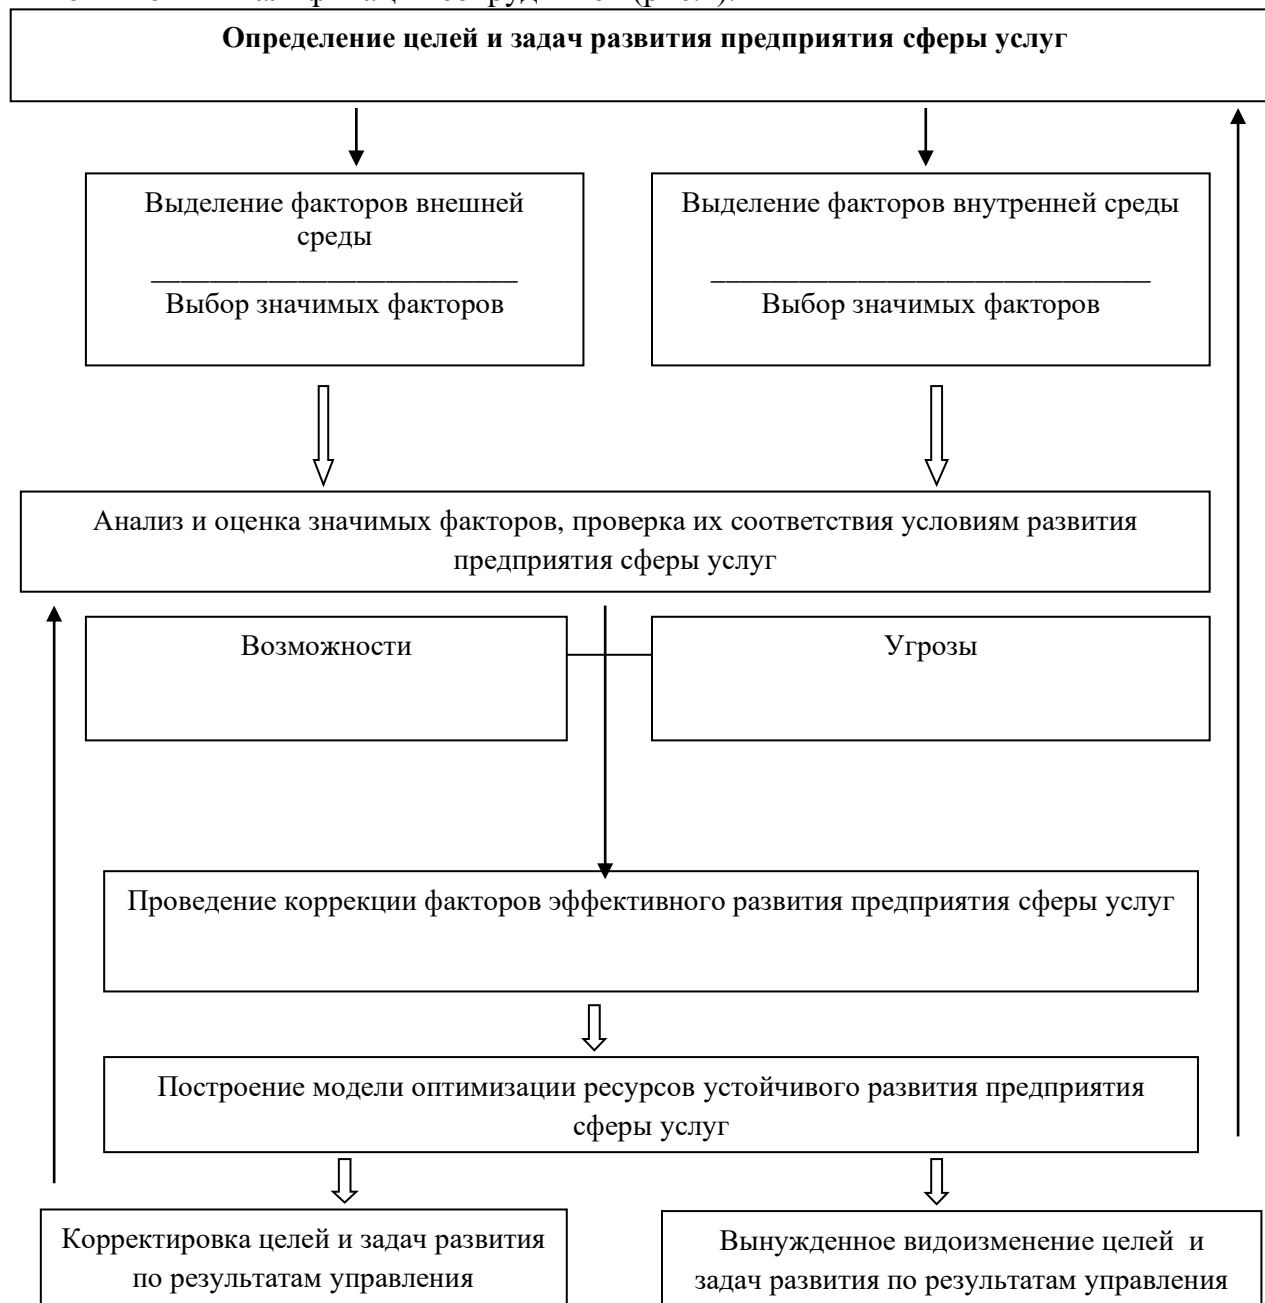 Определение целей и задач развития предприятия сферы услуг
Выделение факторов внешней
среды
Выбор значимых факторов
Выделение факторов внутренней среды
Выбор значимых факторов
Анализ и оценка значимых факторов, проверка их соответствия условиям развития
предприятия сферы услуг
Возможности
Угрозы
Проведение коррекции факторов эффективного развития предприятия сферы услуг
Построение модели оптимизации ресурсов устойчивого развития предприятия
сферы услуг
Корректировка целей и задач развития
по результатам управления
Вынужденное видоизменение целей и
задач развития по результатам управления